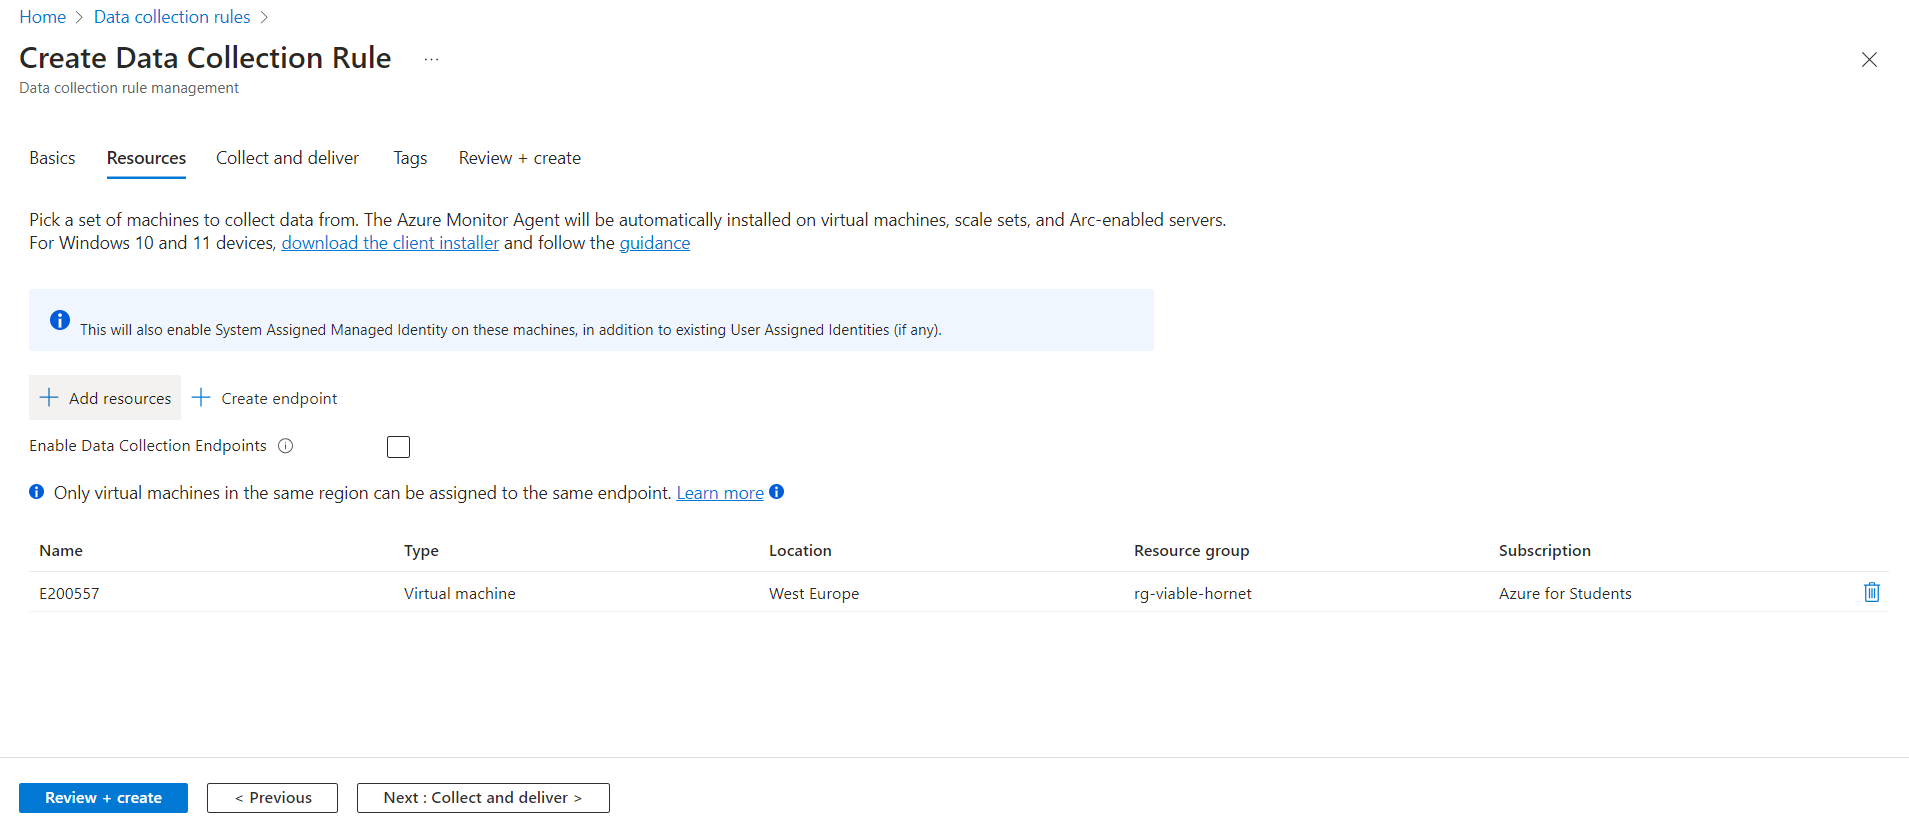 Home > Data collection rules >
Create Data Collection Rule ...
Data collection rule management
Basics Resources Collect and deliver Tags Review + create
Pick a set of machines to collect data from. The Azure Monitor Agent will be automatically installed on virtual machines, scale sets, and Arc-enabled servers.
For Windows 10 and 11 devices, download the client installer and follow the guidance
This will also enable System Assigned Managed Identity on these machines, in addition to existing User Assigned Identities (if any).
+ Add resources + Create endpoint
Enable Data Collection Endpoints
Only virtual machines in the same region can be assigned to the same endpoint. Learn more
Name Type Location Resource group Subscription
E200557 Virtual machine West Europe rg-viable-hornet Azure for Students
Review + create < Previous Next : Collect and deliver >